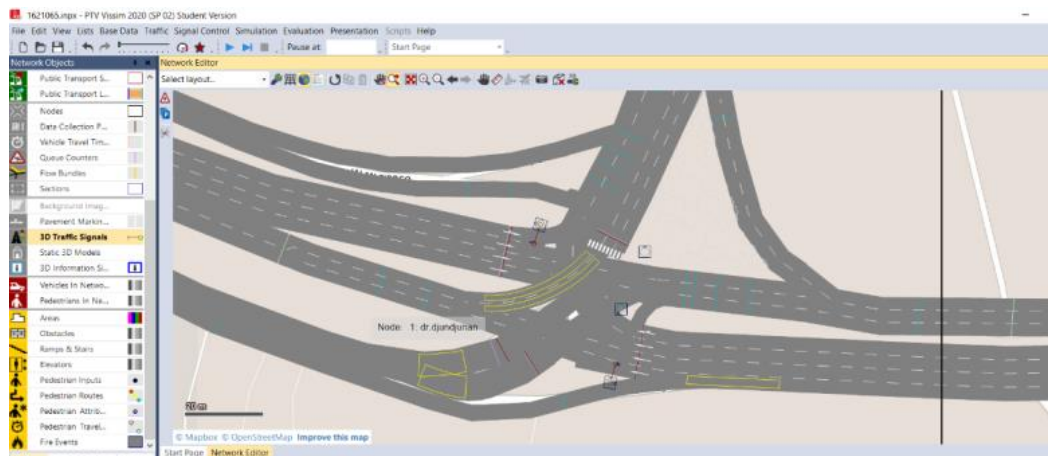 1621065.inpx - PTV Vissim 2020 (SP 02) Student Version
File Edit View Lists Base Data Traffic Signal Control Simulation Evaluation Presentation Scripts Help
Pause at: Start Page
Network Objects
Network Editor
Select layout...
Public Transport S...
Public Transport L...
Nodes
Data Collection P...
Vehicle Travel Tim...
Queue Counters
Flow Bundles
Sections
Background Imag...
Pavement Markin...
3D Traffic Signals
Static 3D Models
3D Information Si...
Vehicles In Netwo...
Pedestrians In Ne...
Areas
Obstacles
Ramps & Stairs
Elevators
Pedestrian Inputs
Pedestrian Routes
Pedestrian Attrib...
Pedestrian Travel...
Fire Events
Node: 1: dr.djundjunan
20 m
© Mapbox © OpenStreetMap Improve this map
Start Page Network Editor